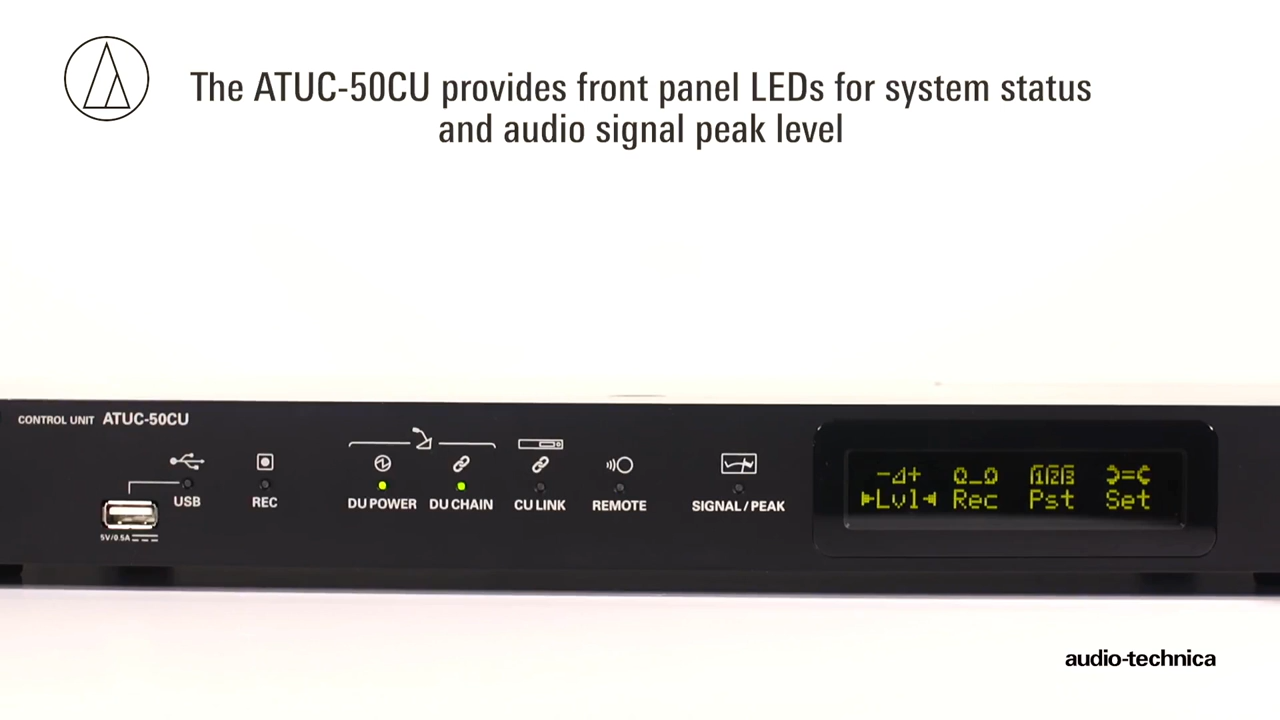 The ATUC-50CU provides front panel LEDs for system status
and audio signal peak level
CONTROL UNIT ATUC-50CU
USB
REC
DU POWER
DU CHAIN
CU LINK
REMOTE
SIGNAL / PEAK
5V/0.5A
Lvl Rec Pst Set
audio-technica